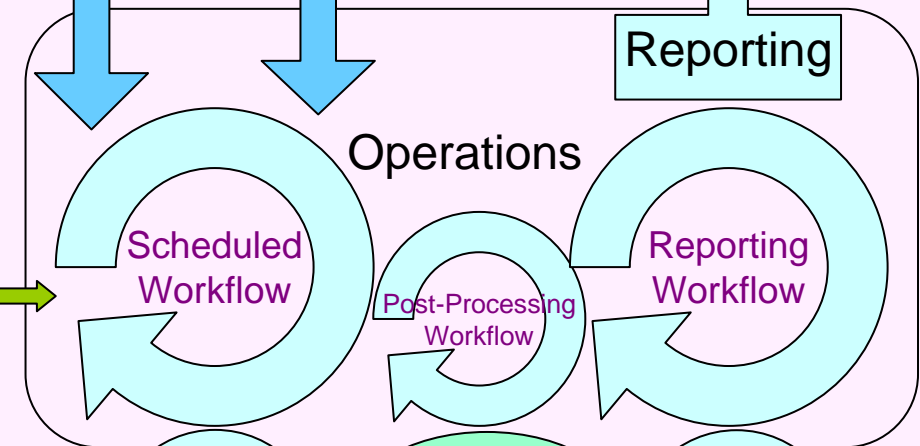 Reporting
Operations
Scheduled
Workflow
Post-Processing
Workflow
Reporting
Workflow